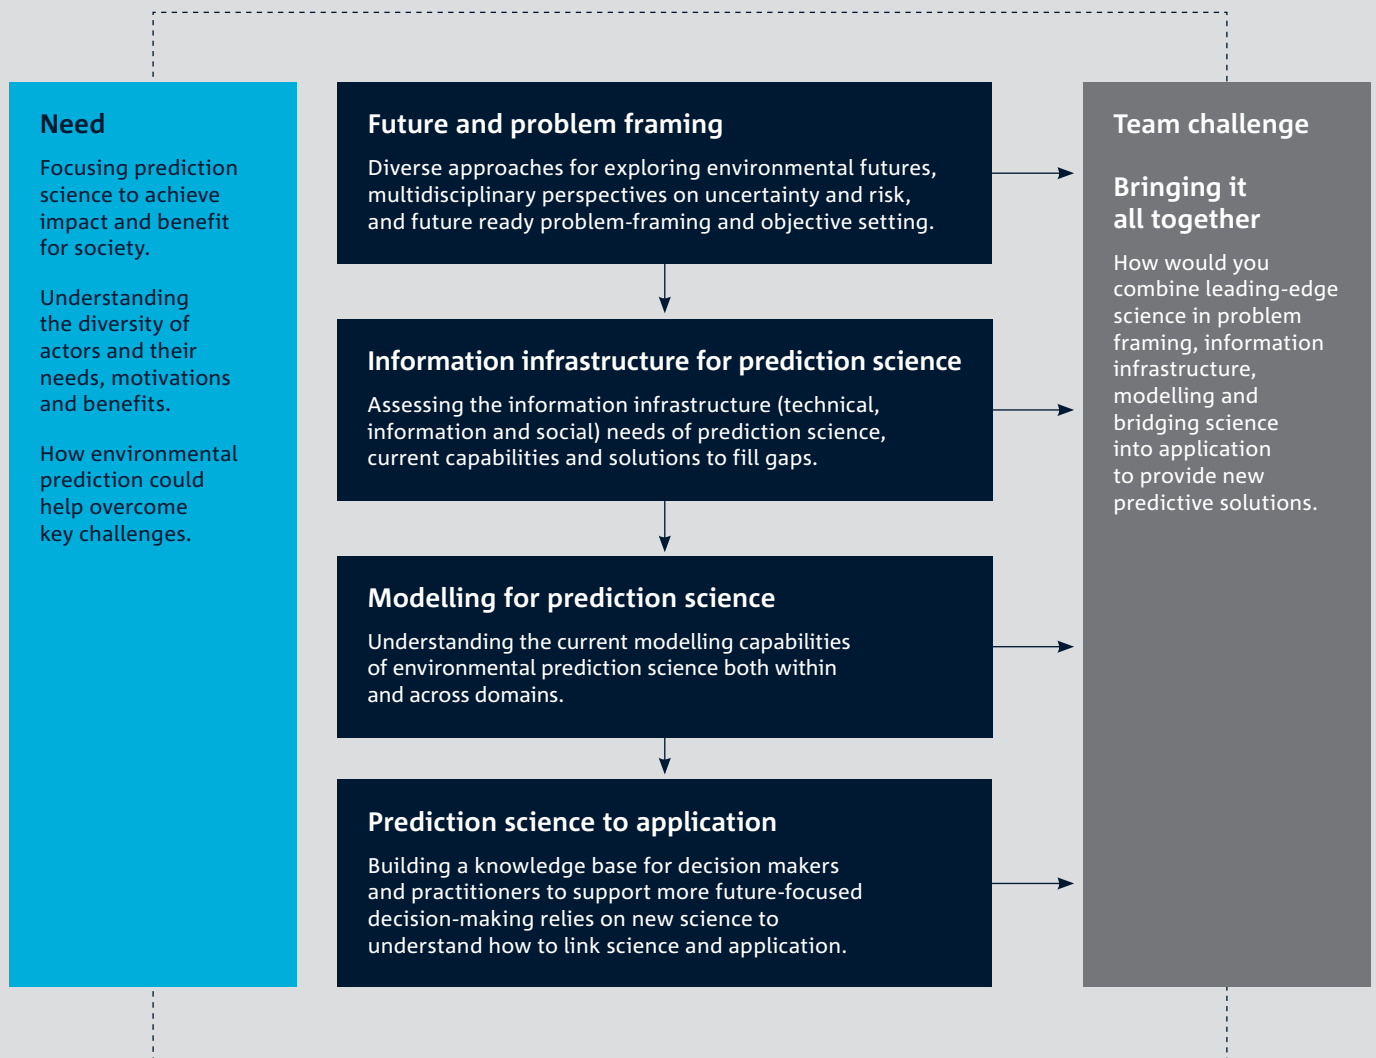 Need
Focusing prediction
science to achieve
impact and benefit
for society.
Understanding
the diversity of
actors and their
needs, motivations
and benefits.
How environmental
prediction could
help overcome
key challenges.
Future and problem framing
Diverse approaches for exploring environmental futures,
multidisciplinary perspectives on uncertainty and risk,
and future ready problem-framing and objective setting.
Information infrastructure for prediction science
Assessing the information infrastructure (technical,
information and social) needs of prediction science,
current capabilities and solutions to fill gaps.
Modelling for prediction science
Understanding the current modelling capabilities
of environmental prediction science both within
and across domains.
Prediction science to application
Building a knowledge base for decision makers
and practitioners to support more future-focused
decision-making relies on new science to
understand how to link science and application.
Team challenge
Bringing it
all together
How would you
combine leading-edge
science in problem
framing, information
infrastructure,
modelling and
bridging science
into application
to provide new
predictive solutions.